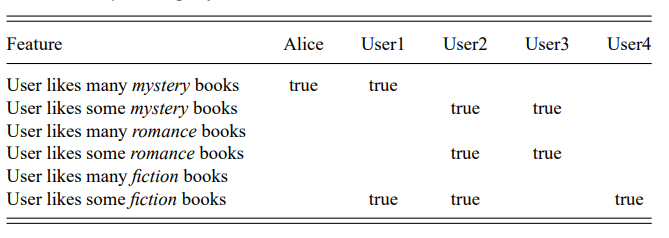 Feature Alice User1 User2 User3 User4
User likes many mystery books true true
User likes some mystery books true true
User likes many romance books
User likes some romance books true true
User likes many fiction books
User likes some fiction books true true true